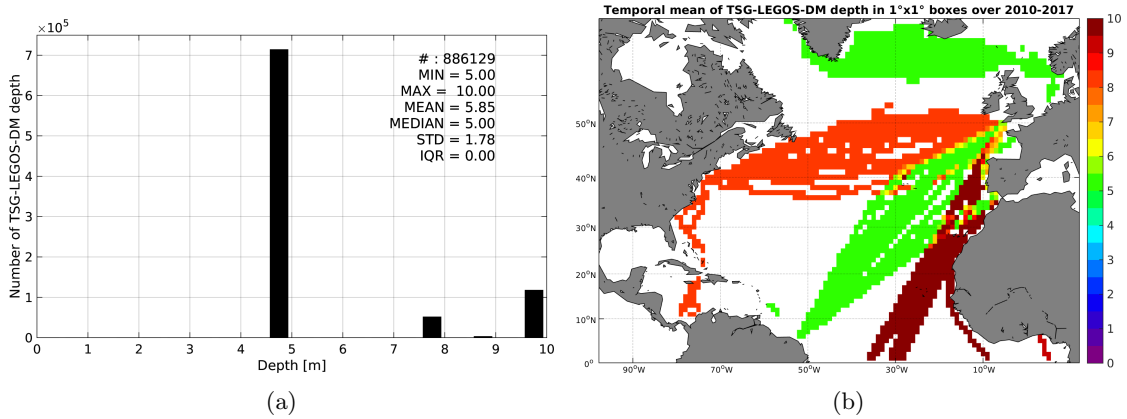 ×10⁵
7
6
5
4
3
2
1
0
Number of TSG-LEGOS-DM depth
# : 886129
MIN = 5.00
MAX = 10.00
MEAN = 5.85
MEDIAN = 5.00
STD = 1.78
IQR = 0.00
0 1 2 3 4 5 6 7 8 9 10
Depth [m]
(a)
Temporal mean of TSG-LEGOS-DM depth in 1°x1° boxes over 2010-2017
50°N
40°N
30°N
20°N
10°N
0°
90°W 70°W 50°W 30°W 10°W
10
9
8
7
6
5
4
3
2
1
0
(b)